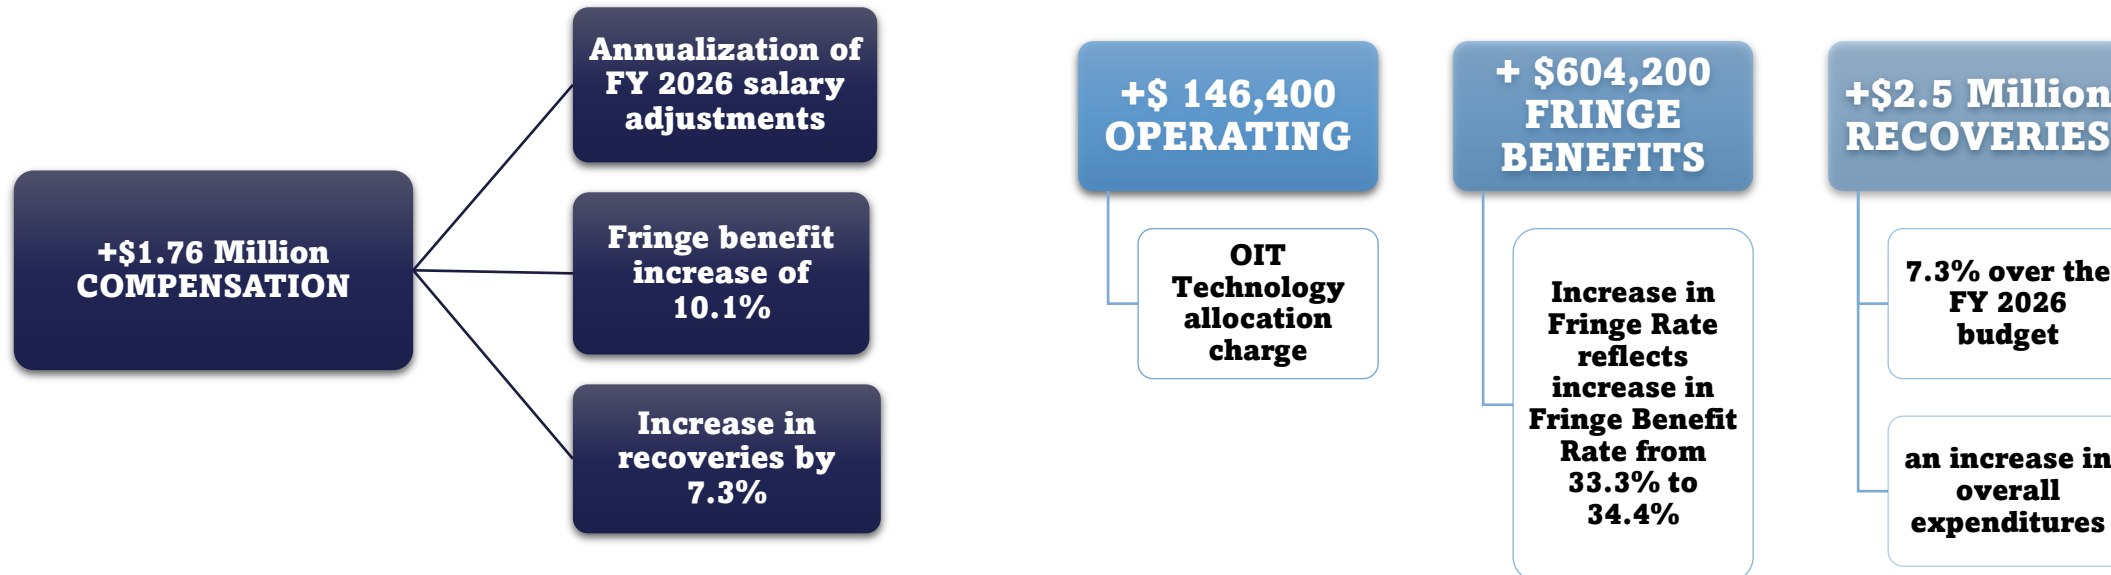 +$1.76 Million
COMPENSATION
Annualization of
FY 2026 salary
adjustments
Fringe benefit
increase of
10.1%
Increase in
recoveries by
7.3%
+$ 146,400
OPERATING
OIT
Technology
allocation
charge
+ $604,200
FRINGE
BENEFITS
Increase in
Fringe Rate
reflects
increase in
Fringe Benefit
Rate from
33.3% to
34.4%
+$2.5 Million
RECOVERIES
7.3% over the
FY 2026
budget
an increase in
overall
expenditures